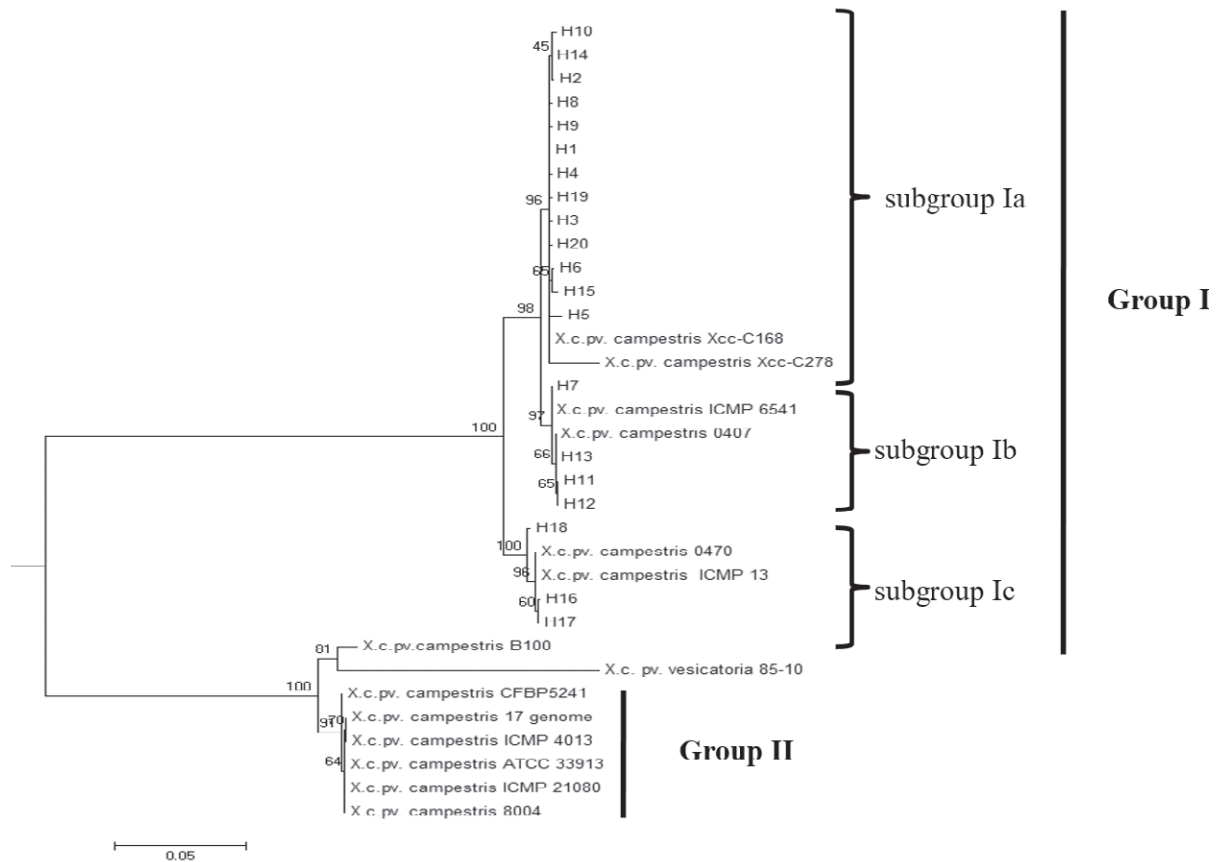 H10
45
H14
H2
H8
H9
H1
H4
H19
96
subgroup Ia
H3
H20
65
H6
H15
Group I
98
H5
X.c.pv. campestris Xcc-C168
X.c.pv. campestris Xcc-C278
H7
97
X.c.pv. campestris ICMP 6541
100
X.c.pv. campestris 0407
66
H13
subgroup Ib
65
H11
H12
H18
100
X.c.pv. campestris 0470
96
X.c.pv. campestris ICMP 13
60
H16
subgroup Ic
H17
81
X.c.pv.campestris B100
X.c. pv. vesicatoria 85-10
100
X.c.pv. campestris CFBP5241
91
70
X.c.pv. campestris 17 genome
X.c.pv. campestris ICMP 4013
Group II
64
X.c.pv. campestris ATCC 33913
X.c.pv. campestris ICMP 21080
X.c pv. campestris 8004
0.05